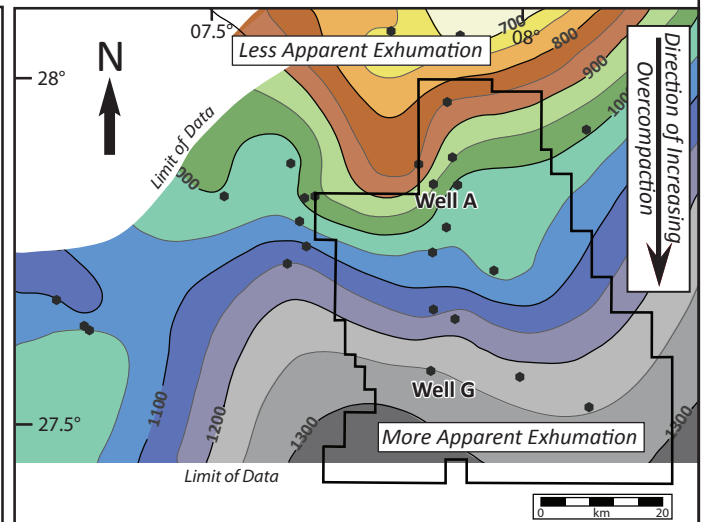 07.5°
08°
700
800
900
1000
Less Apparent Exhumation
28°
N
Direction of Increasing
Overcompaction
Limit of Data
Well A
1100
1200
1300
Well G
27.5°
More Apparent Exhumation
1300
Limit of Data
0 km 20